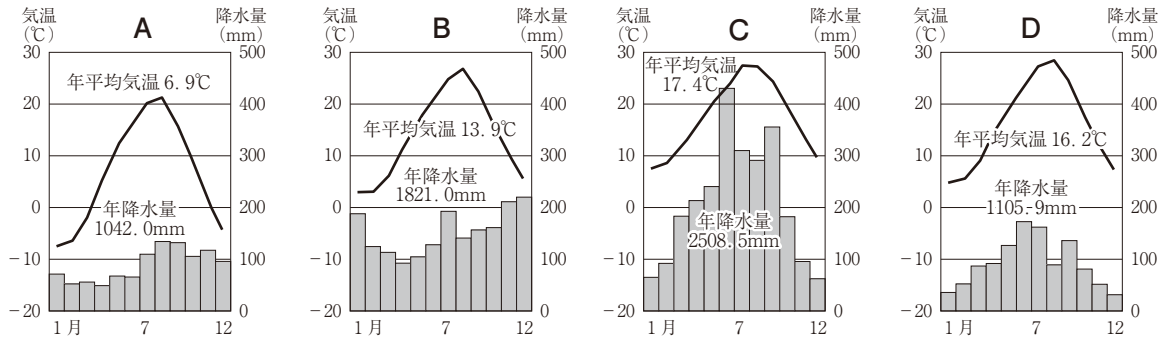 A
気温
(℃)
降水量
(mm)
30
20
10
0
−10
−20
500
400
300
200
100
0
年平均気温 6.9℃
年降水量
1042.0mm
1月
7
12
B
気温
(℃)
降水量
(mm)
30
20
10
0
−10
−20
500
400
300
200
100
0
年平均気温 13.9℃
年降水量
1821.0mm
1月
7
12
C
気温
(℃)
降水量
(mm)
30
20
10
0
−10
−20
500
400
300
200
100
0
年平均気温
17.4℃
年降水量
2508.5mm
1月
7
12
D
気温
(℃)
降水量
(mm)
30
20
10
0
−10
−20
500
400
300
200
100
0
年平均気温 16.2℃
年降水量
1105.9mm
1月
7
12